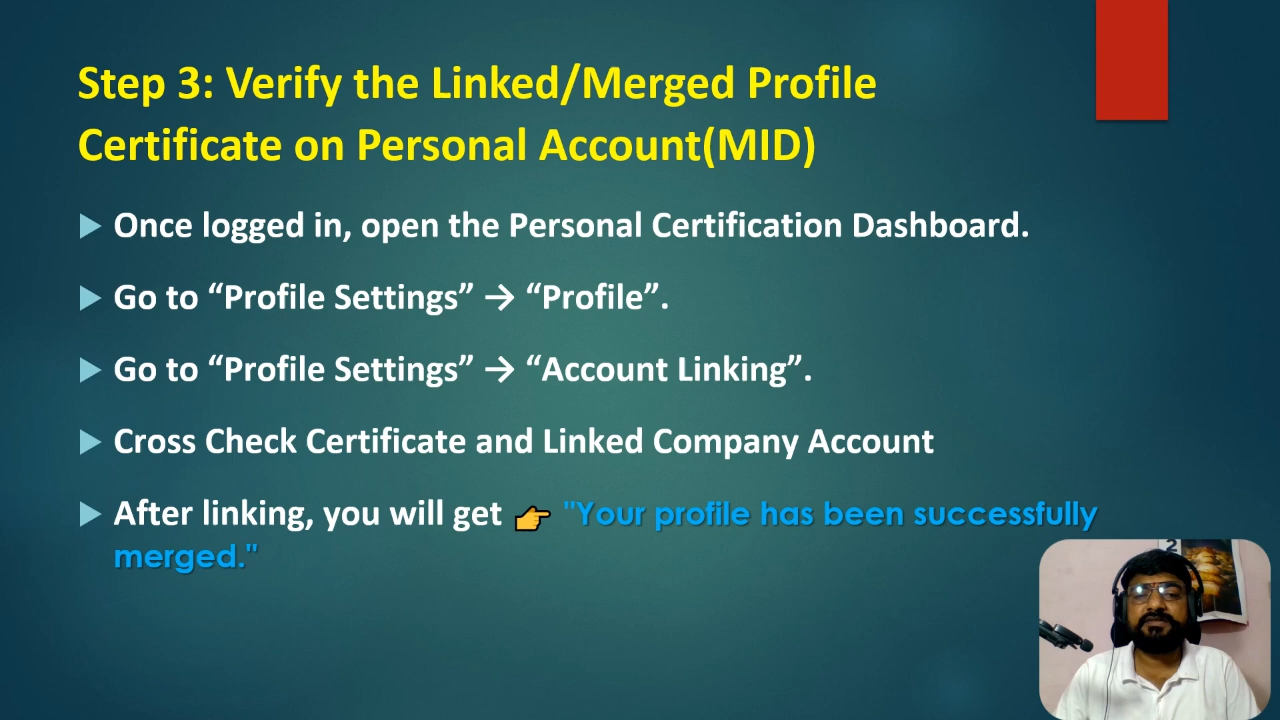 Step 3: Verify the Linked/Merged Profile
Certificate on Personal Account(MID)
Once logged in, open the Personal Certification Dashboard.
Go to “Profile Settings” → “Profile”.
Go to “Profile Settings” → “Account Linking”.
Cross Check Certificate and Linked Company Account
After linking, you will get 👉 "Your profile has been successfully
merged."
2